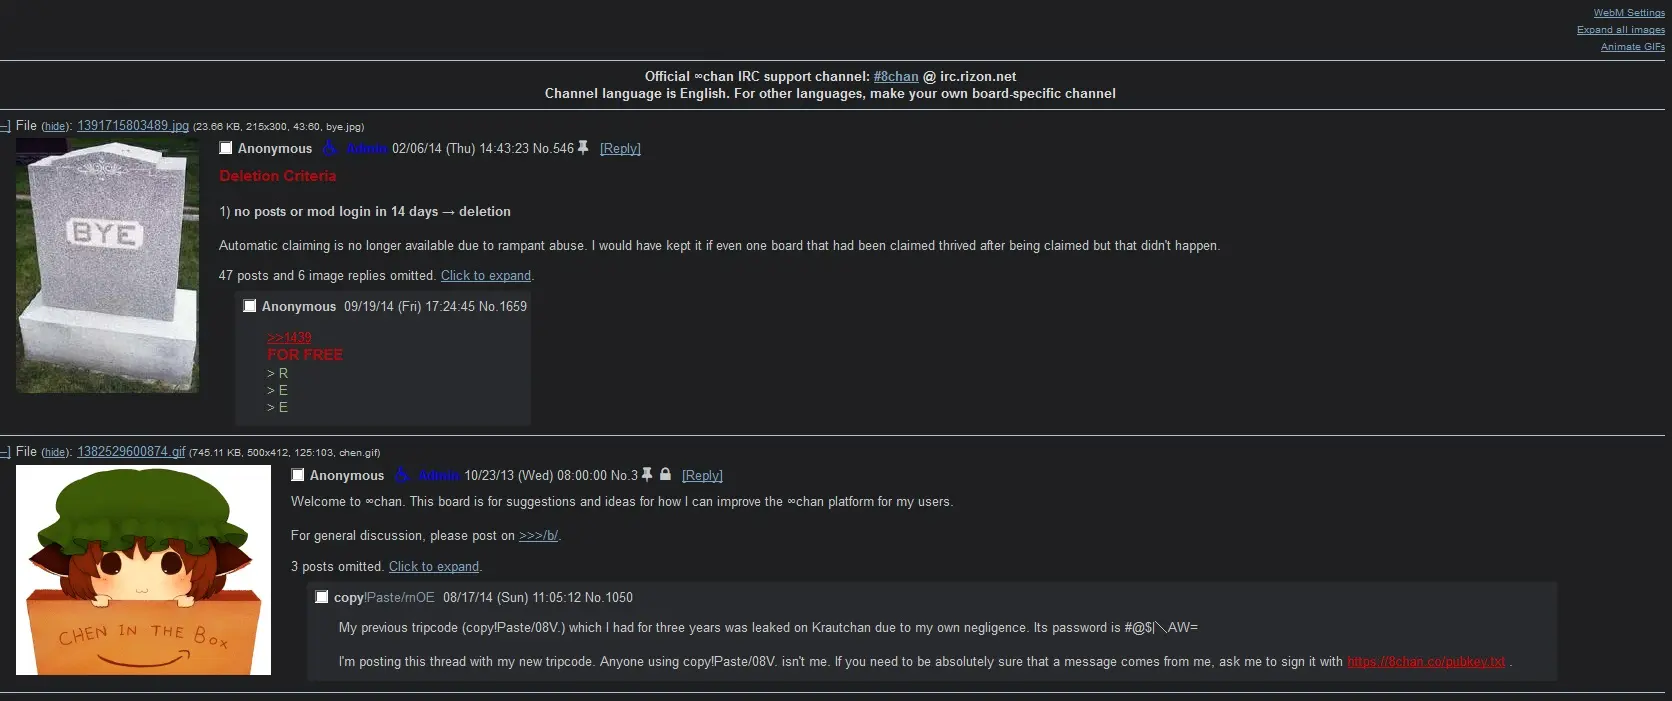 WebM Settings
Expand all images
Animate GIFs
Official ∞chan IRC support channel: #8chan @ irc.rizon.net
Channel language is English. For other languages, make your own board-specific channel
–] File (hide): 1391715803489.jpg (23.66 KB, 215x300, 43:60, bye.jpg)
Anonymous Admin 02/06/14 (Thu) 14:43:23 No.546 [Reply]
Deletion Criteria
BYE
1) no posts or mod login in 14 days → deletion
Automatic claiming is no longer available due to rampant abuse. I would have kept it if even one board that had been claimed thrived after being claimed but that didn't happen.
47 posts and 6 image replies omitted. Click to expand.
Anonymous 09/19/14 (Fri) 17:24:45 No.1659
>>1439
FOR FREE
> R
> E
> E
–] File (hide): 1382529600874.gif (745.11 KB, 500x412, 125:103, chen.gif)
Anonymous Admin 10/23/13 (Wed) 08:00:00 No.3 [Reply]
Welcome to ∞chan. This board is for suggestions and ideas for how I can improve the ∞chan platform for my users.
For general discussion, please post on >>>/b/.
3 posts omitted. Click to expand.
copy!Paste/mOE 08/17/14 (Sun) 11:05:12 No.1050
CHEN IN THE BOX
My previous tripcode (copy!Paste/08V.) which I had for three years was leaked on Krautchan due to my own negligence. Its password is #@$|╲AW=
I'm posting this thread with my new tripcode. Anyone using copy!Paste/08V. isn't me. If you need to be absolutely sure that a message comes from me, ask me to sign it with https://8chan.co/pubkey.txt .